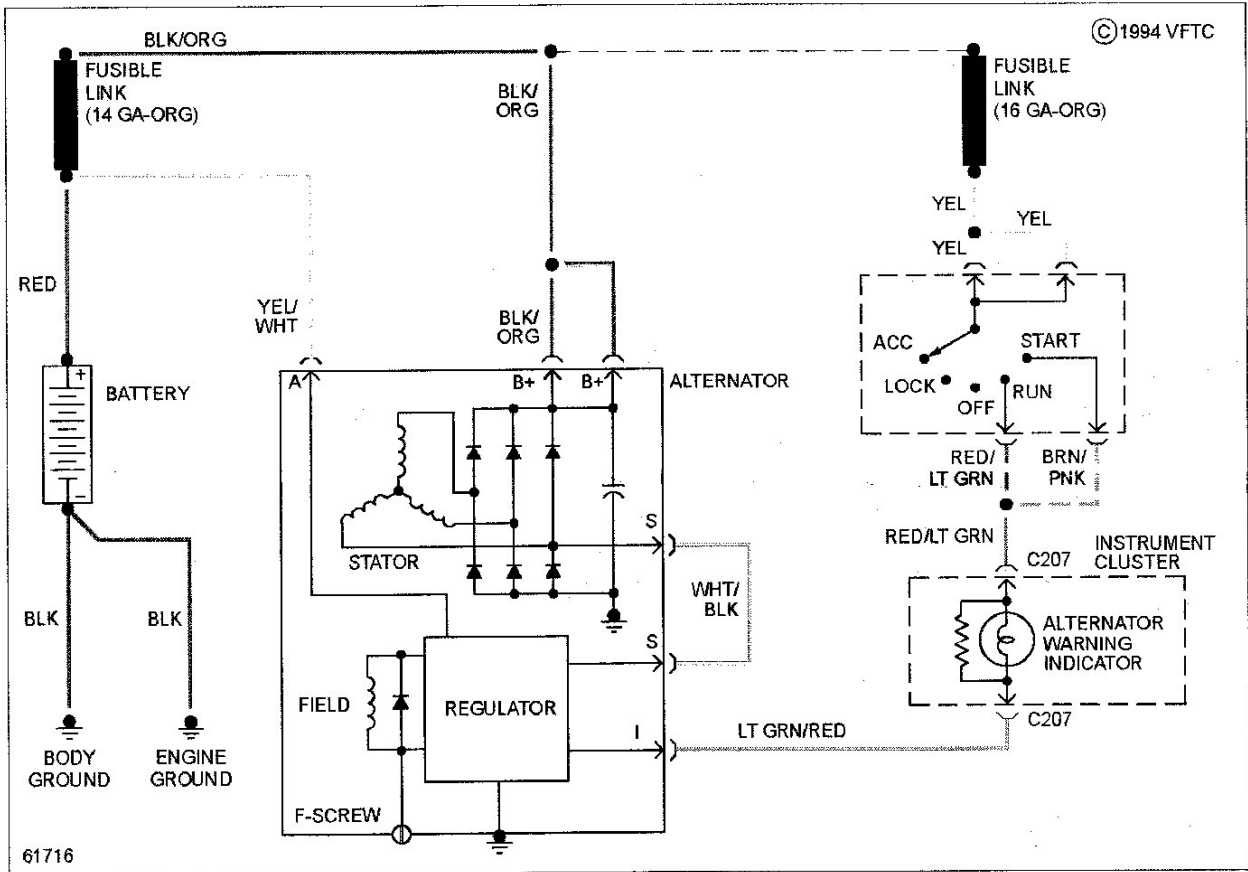 BLK/ORG
© 1994 VFTC
FUSIBLE
LINK
(14 GA-ORG)
BLK/
ORG
FUSIBLE
LINK
(16 GA-ORG)
YEL
YEL
YEL
RED
YEL/
WHT
BLK/
ORG
ACC
START
LOCK
OFF
RUN
A
B+
B+
ALTERNATOR
+
BATTERY
−
RED/
LT GRN
BRN/
PNK
S
STATOR
RED/LT GRN
C207
INSTRUMENT
CLUSTER
WHT/
BLK
BLK
BLK
S
ALTERNATOR
WARNING
INDICATOR
FIELD
REGULATOR
I
LT GRN/RED
C207
BODY
GROUND
ENGINE
GROUND
F-SCREW
61716